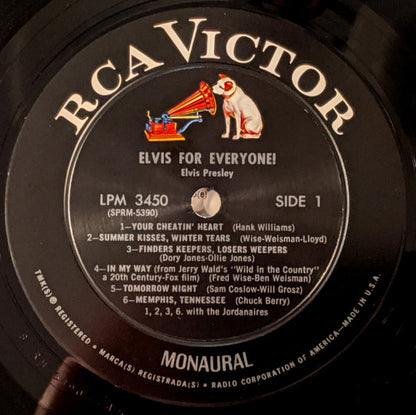 RCA VICTOR
ELVIS FOR EVERYONE!
Elvis Presley
LPM 3450
(SPRM-5390)
SIDE 1
1—YOUR CHEATIN' HEART (Hank Williams)
2—SUMMER KISSES, WINTER TEARS (Wise-Weisman-Lloyd)
3—FINDERS KEEPERS, LOSERS WEEPERS
(Dory Jones-Ollie Jones)
4—IN MY WAY (from Jerry Wald's "Wild in the Country"
a 20th Century-Fox film) (Fred Wise-Ben Weisman)
5—TOMORROW NIGHT (Sam Coslow-Will Grosz)
6—MEMPHIS, TENNESSEE (Chuck Berry)
1, 2, 3, 6. with the Jordanaires
MONAURAL
TMK(S) ® REGISTERED • MARCA(S) REGISTRADA(S) • RADIO CORPORATION OF AMERICA—MADE IN U.S.A.